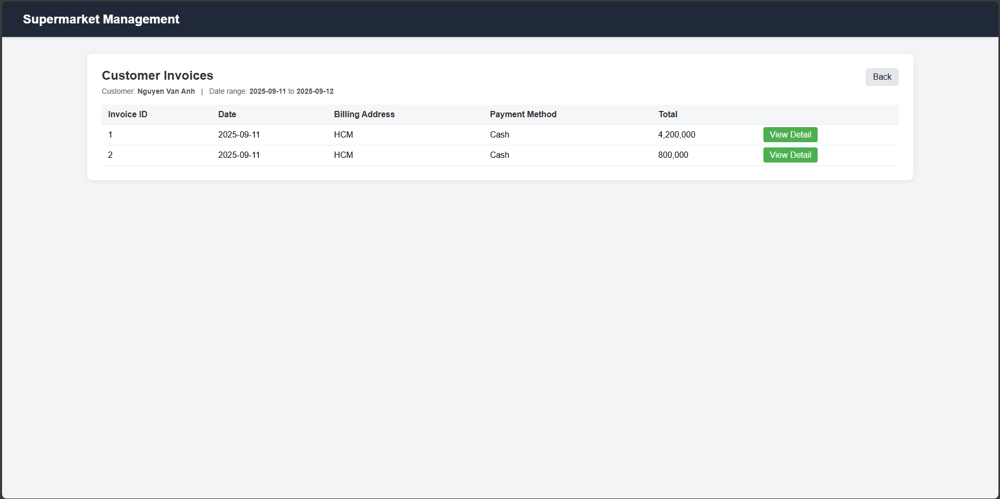 Supermarket Management
Customer Invoices
Back
Customer: Nguyen Van Anh | Date range: 2025-09-11 to 2025-09-12
Invoice ID Date Billing Address Payment Method Total
1 2025-09-11 HCM Cash 4,200,000 View Detail
2 2025-09-11 HCM Cash 800,000 View Detail